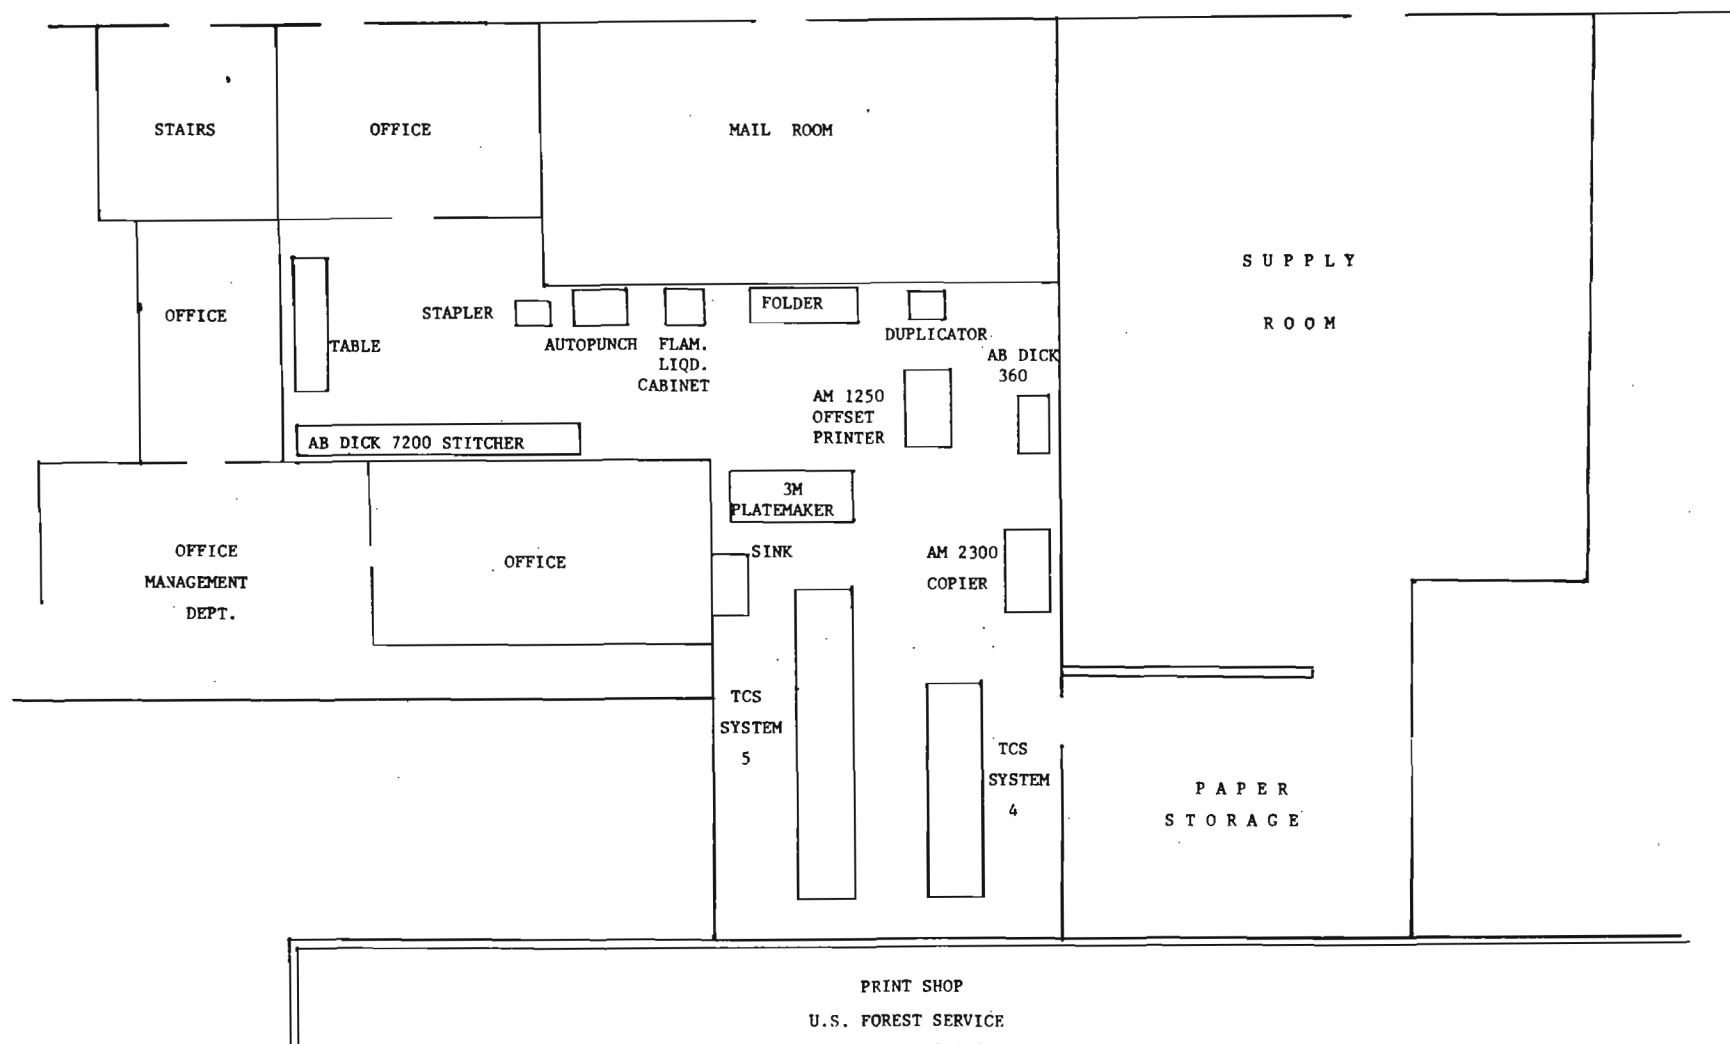 STAIRS
OFFICE
MAIL ROOM
SUPPLY
ROOM
OFFICE
TABLE
STAPLER
AUTOPUNCH
FLAM.
LIQD.
CABINET
FOLDER
DUPLICATOR
AB DICK
360
AM 1250
OFFSET
PRINTER
AB DICK 7200 STITCHER
3M
PLATEMAKER
SINK
AM 2300
COPIER
OFFICE
MANAGEMENT
DEPT.
OFFICE
TCS
SYSTEM
5
TCS
SYSTEM
4
PAPER
STORAGE
PRINT SHOP
U.S. FOREST SERVICE